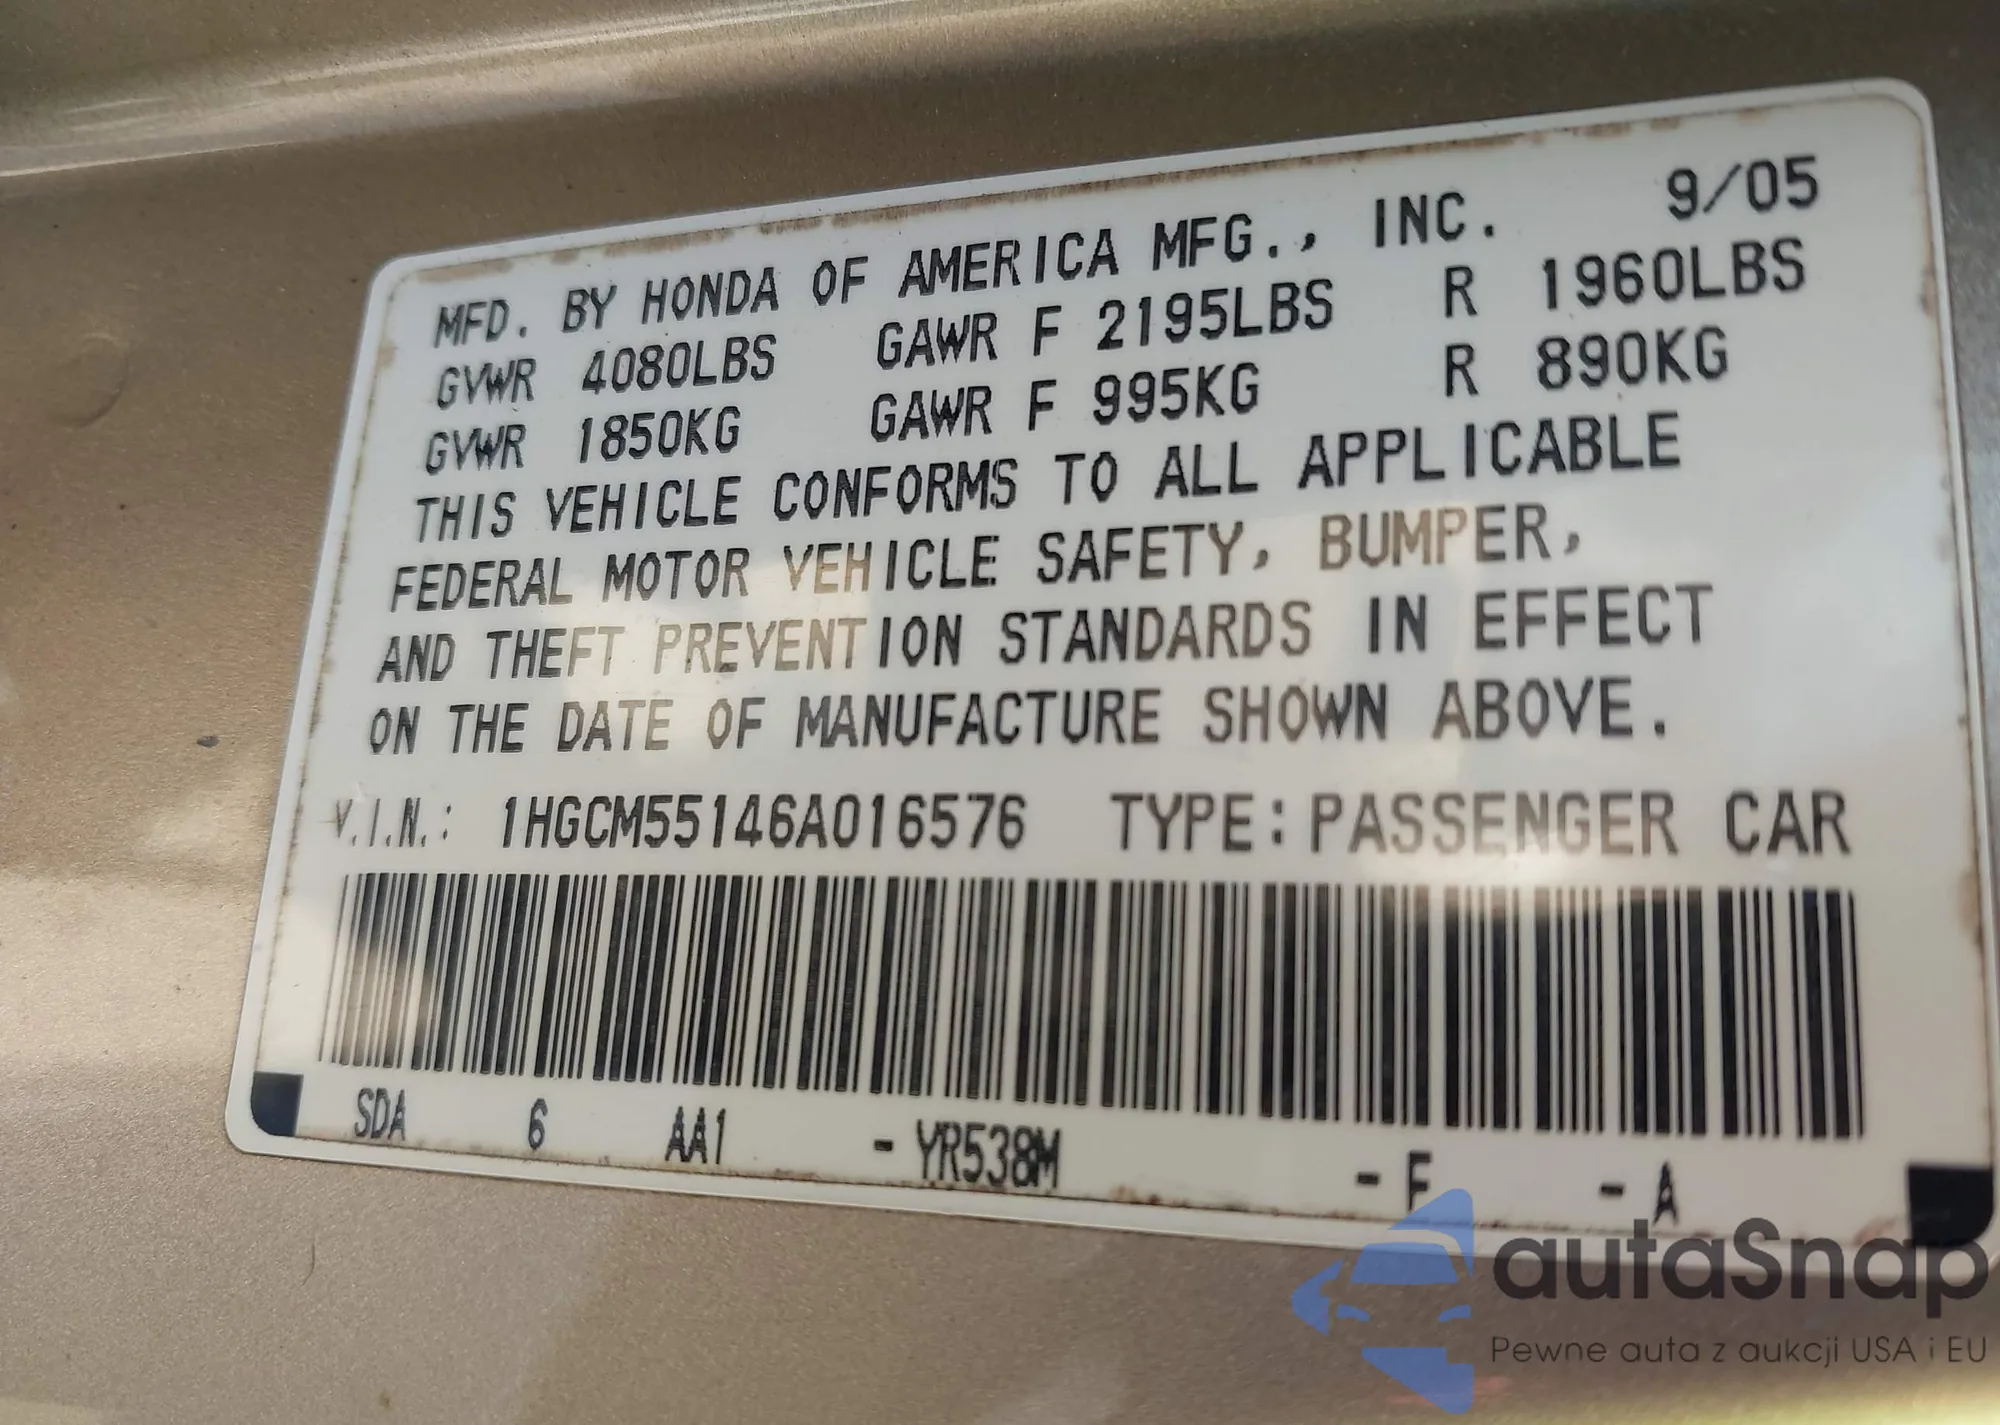 MFD. BY HONDA OF AMERICA MFG., INC. 9/05
GVWR 4080LBS GAWR F 2195LBS R 1960LBS
GVWR 1850KG GAWR F 995KG R 890KG
THIS VEHICLE CONFORMS TO ALL APPLICABLE
FEDERAL MOTOR VEHICLE SAFETY, BUMPER,
AND THEFT PREVENTION STANDARDS IN EFFECT
ON THE DATE OF MANUFACTURE SHOWN ABOVE.
V.I.N.: 1HGCM55146A016576 TYPE:PASSENGER CAR
SDA 6 AA1 - YR538M - F - A
autaSnap
Pewne auta z aukcji USA i EU